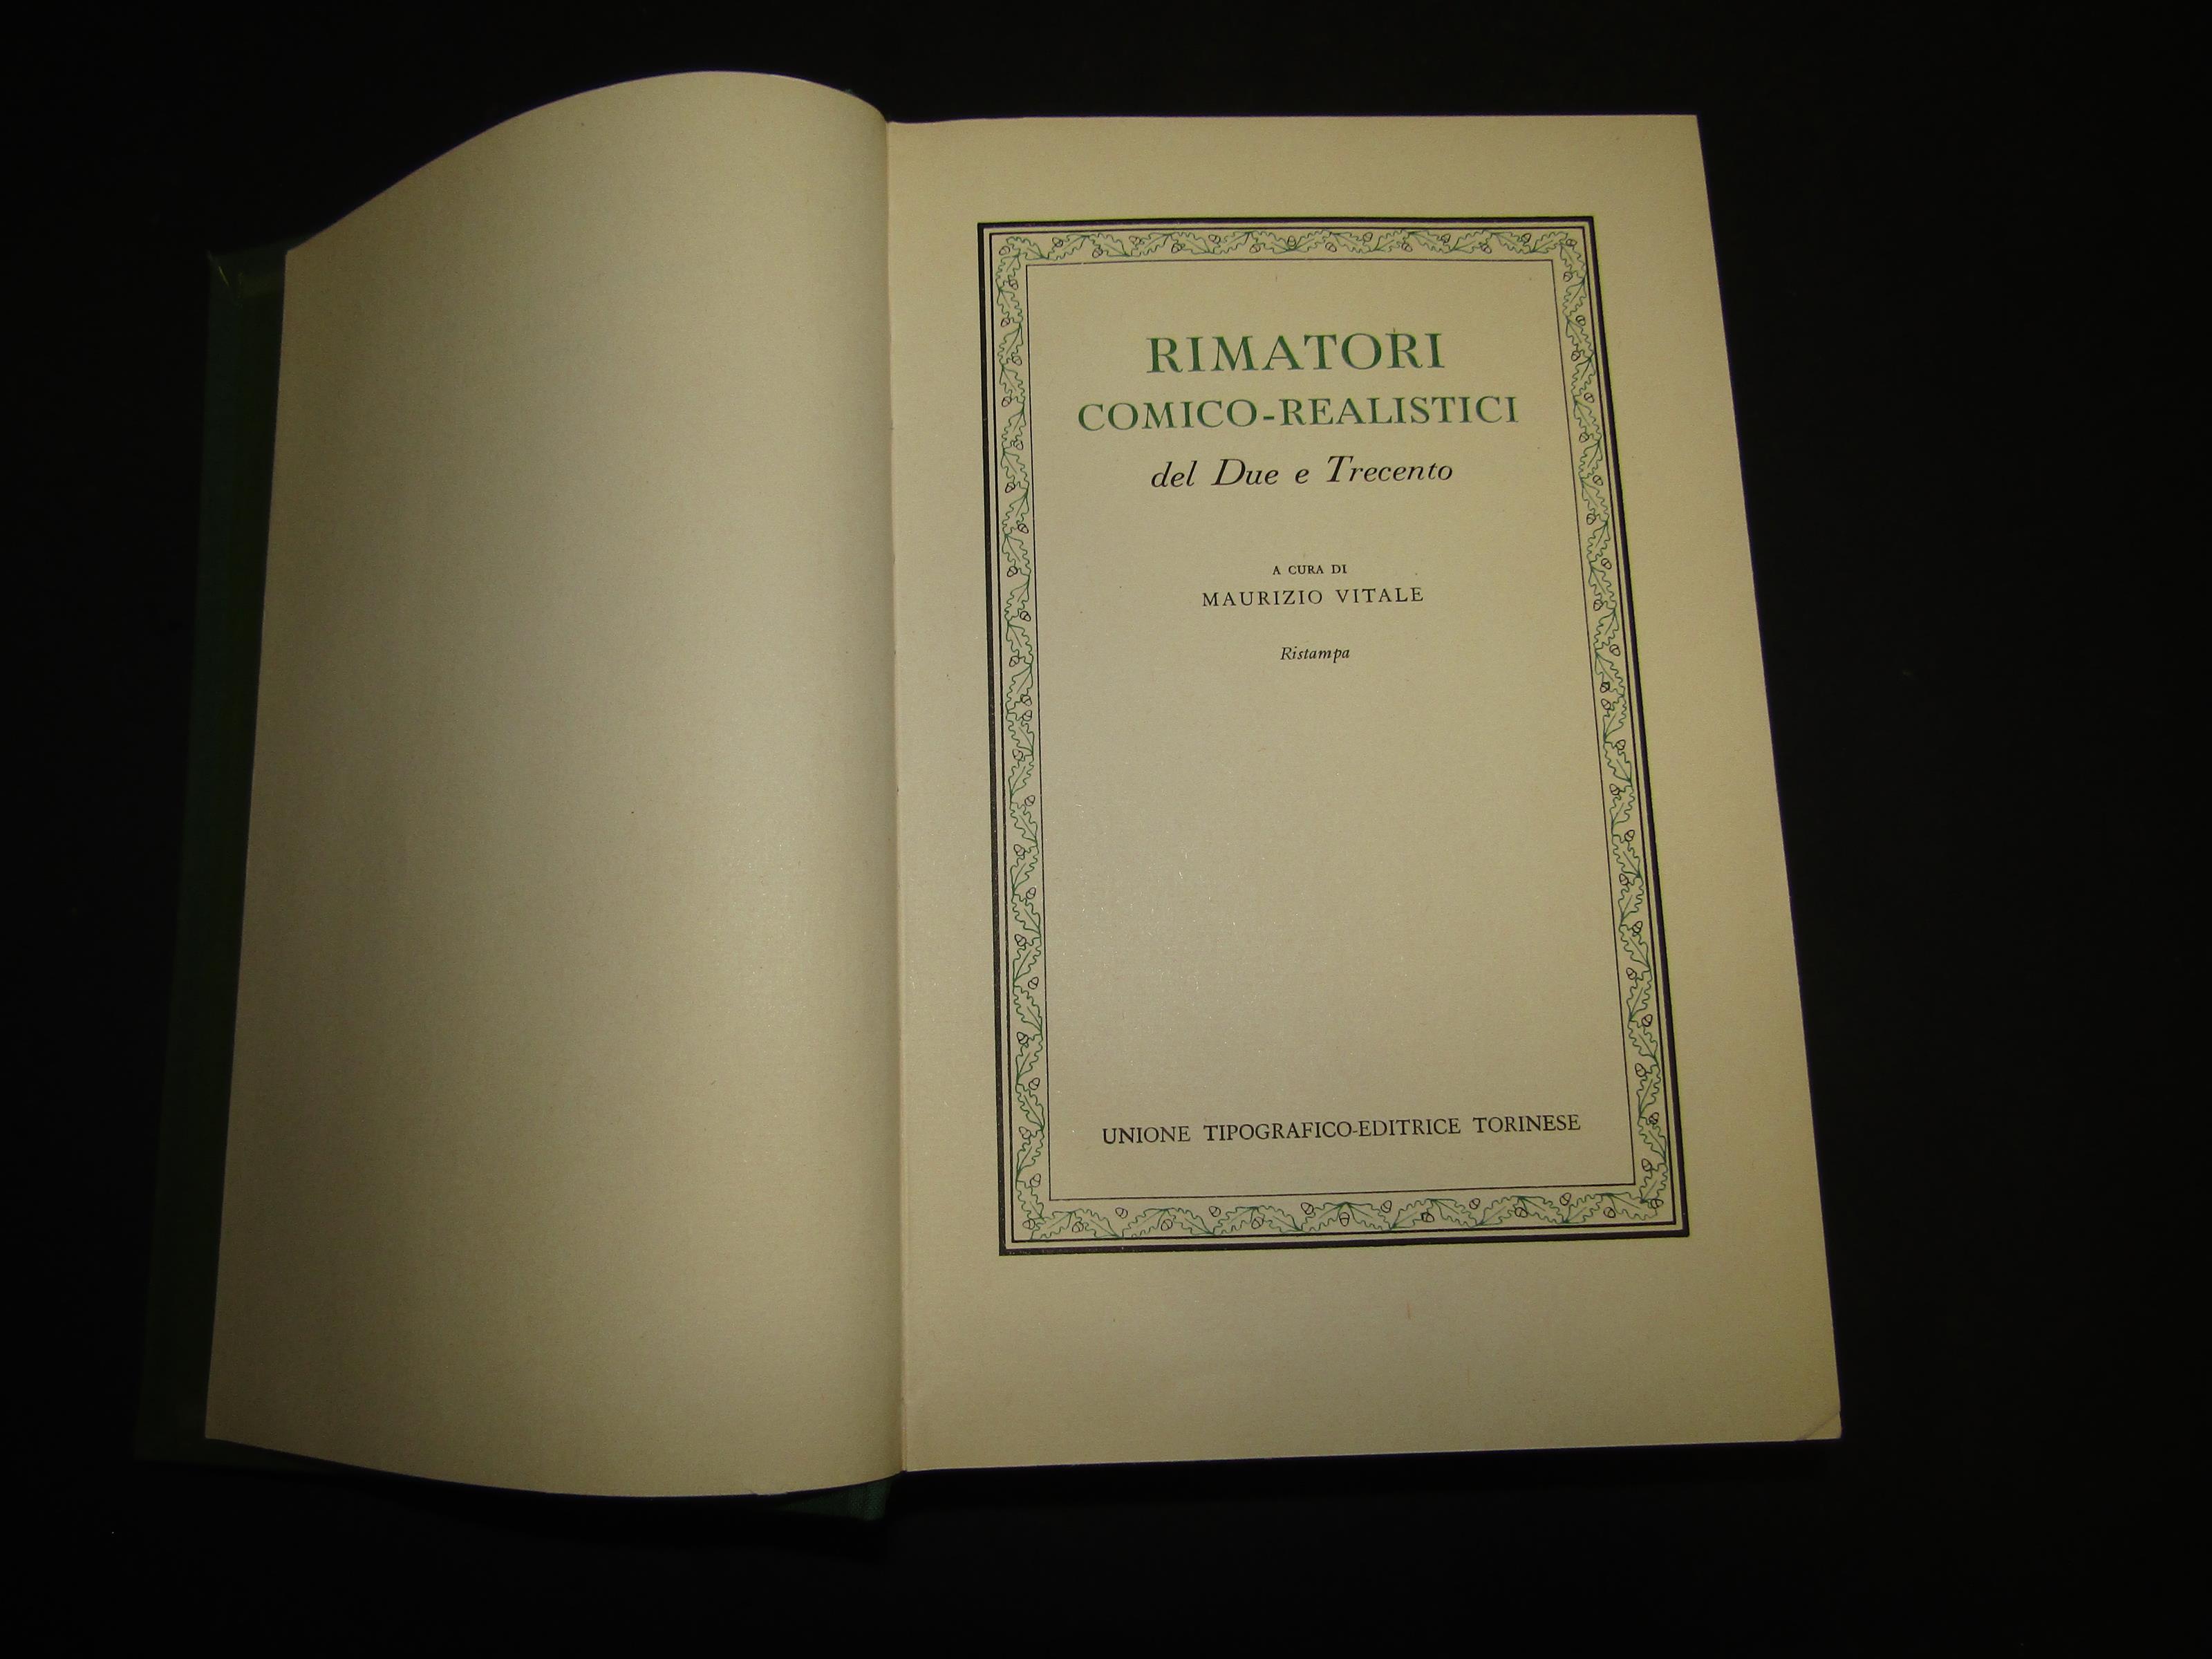 RIMATORI
COMICO-REALISTICI
del Due e Trecento
A CURA DI
MAURIZIO VITALE
Ristampa
UNIONE TIPOGRAFICO-EDITRICE TORINESE